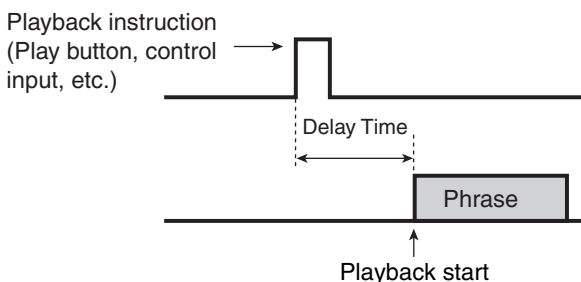 Playback instruction
(Play button, control
input, etc.)
Delay Time
Phrase
Playback start